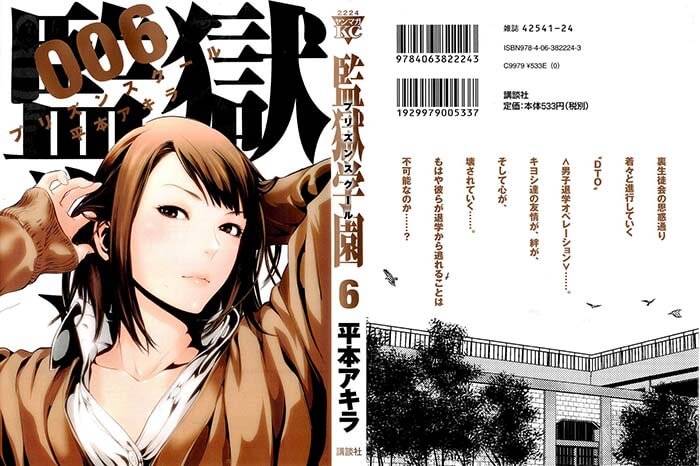 006
監獄
プリズンスクール
平本アキラ
2224
ヤンマガ
KC
監獄学園
プリズンスクール
6
平本アキラ
講談社
9784063822243
1929979005337
雑誌 42541-24
ISBN978-4-06-382224-3
C9979 ¥533E (0)
講談社
定価:本体533円(税別)
裏生徒会の思惑通り
着々と進行していく
“DTO”
<男子退学オペレーション>……。
キヨシ達の友情が、絆が、
そして心が、
壊されていく……。
もはや彼らが退学から逃れることは
不可能なのか……?